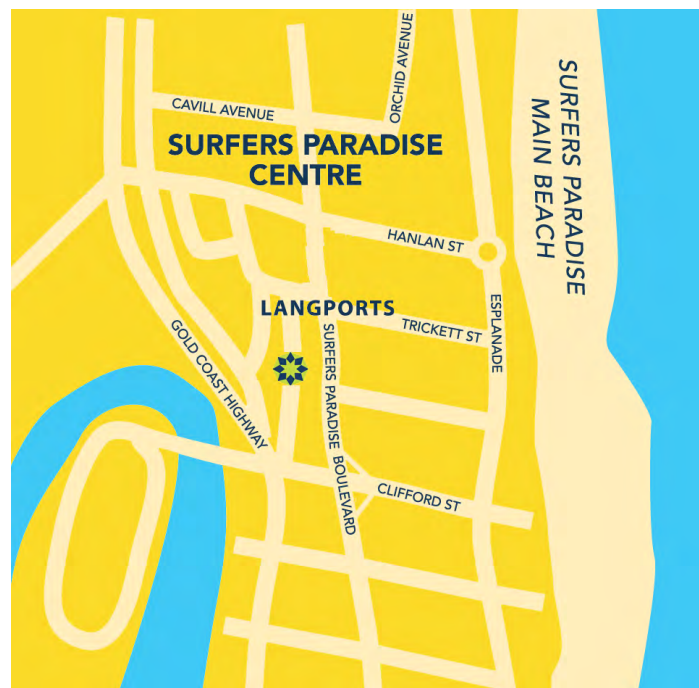 ORCHID AVENUE
CAVILL AVENUE
SURFERS PARADISE
CENTRE
SURFERS PARADISE
MAIN BEACH
HANLAN ST
LANGPORTS
TRICKETT ST
ESPLANADE
GOLD COAST HIGHWAY
SURFERS PARADISE BOULEVARD
CLIFFORD ST